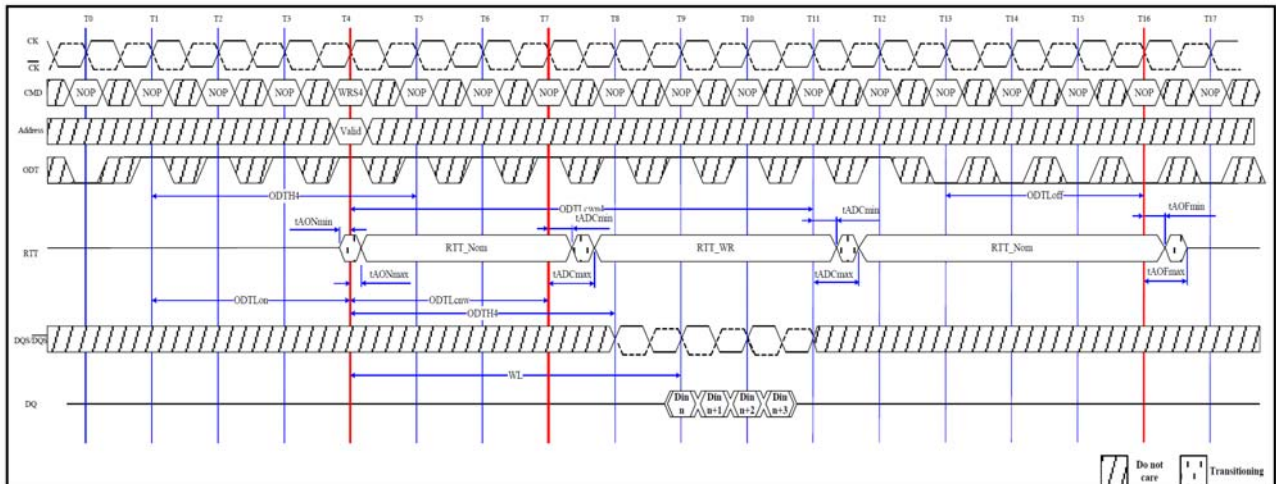 T0 T1 T2 T3 T4 T5 T6 T7 T8 T9 T10 T11 T12 T13 T14 T15 T16 T17
CK
CK
CMD NOP NOP NOP NOP WRS4 NOP NOP NOP NOP NOP NOP NOP NOP NOP NOP NOP NOP NOP
Address Valid
ODT
ODTH4 ODTLcwn4 ODTLoff
tAONmin tADCmin tADCmin tAOFmin
RTT RTT_Nom RTT_WR RTT_Nom
tAONmax tADCmax tADCmax tAOFmax
ODTLon ODTLcnw
ODTH4
DQS/DQS
WL
DQ Din n Din n+1 Din n+2 Din n+3
Do not care Transitioning